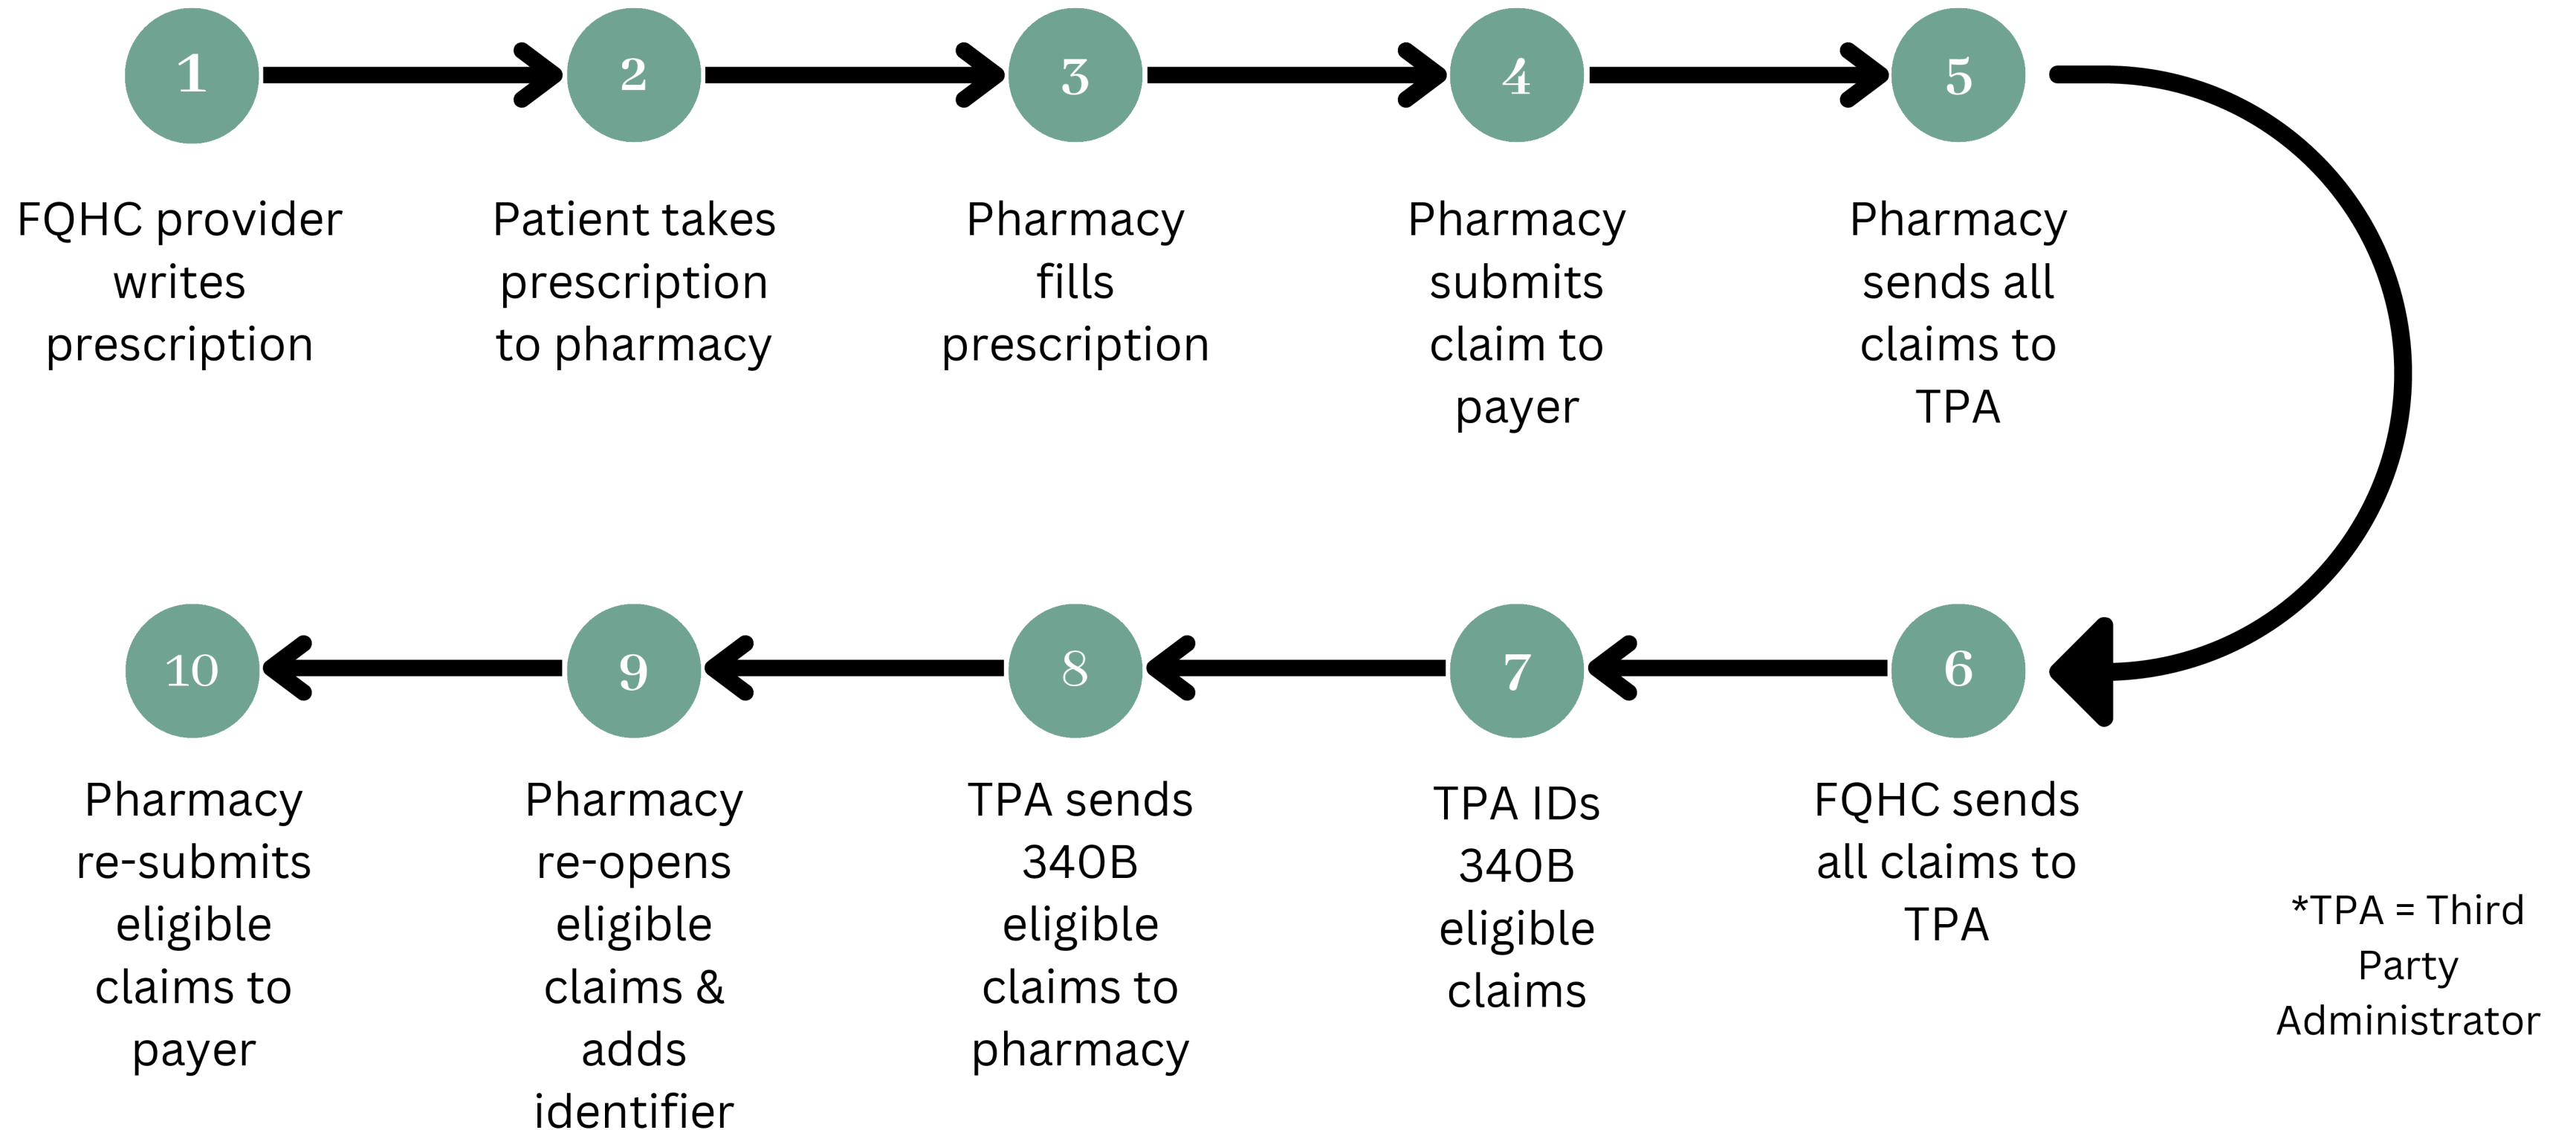 1
2
3
4
5
FQHC provider
writes
prescription
Patient takes
prescription
to pharmacy
Pharmacy
fills
prescription
Pharmacy
submits
claim to
payer
Pharmacy
sends all
claims to
TPA
10
9
8
7
6
Pharmacy
re-submits
eligible
claims to
payer
Pharmacy
re-opens
eligible
claims &
adds
identifier
TPA sends
340B
eligible
claims to
pharmacy
TPA IDs
340B
eligible
claims
FQHC sends
all claims to
TPA
*TPA = Third
Party
Administrator